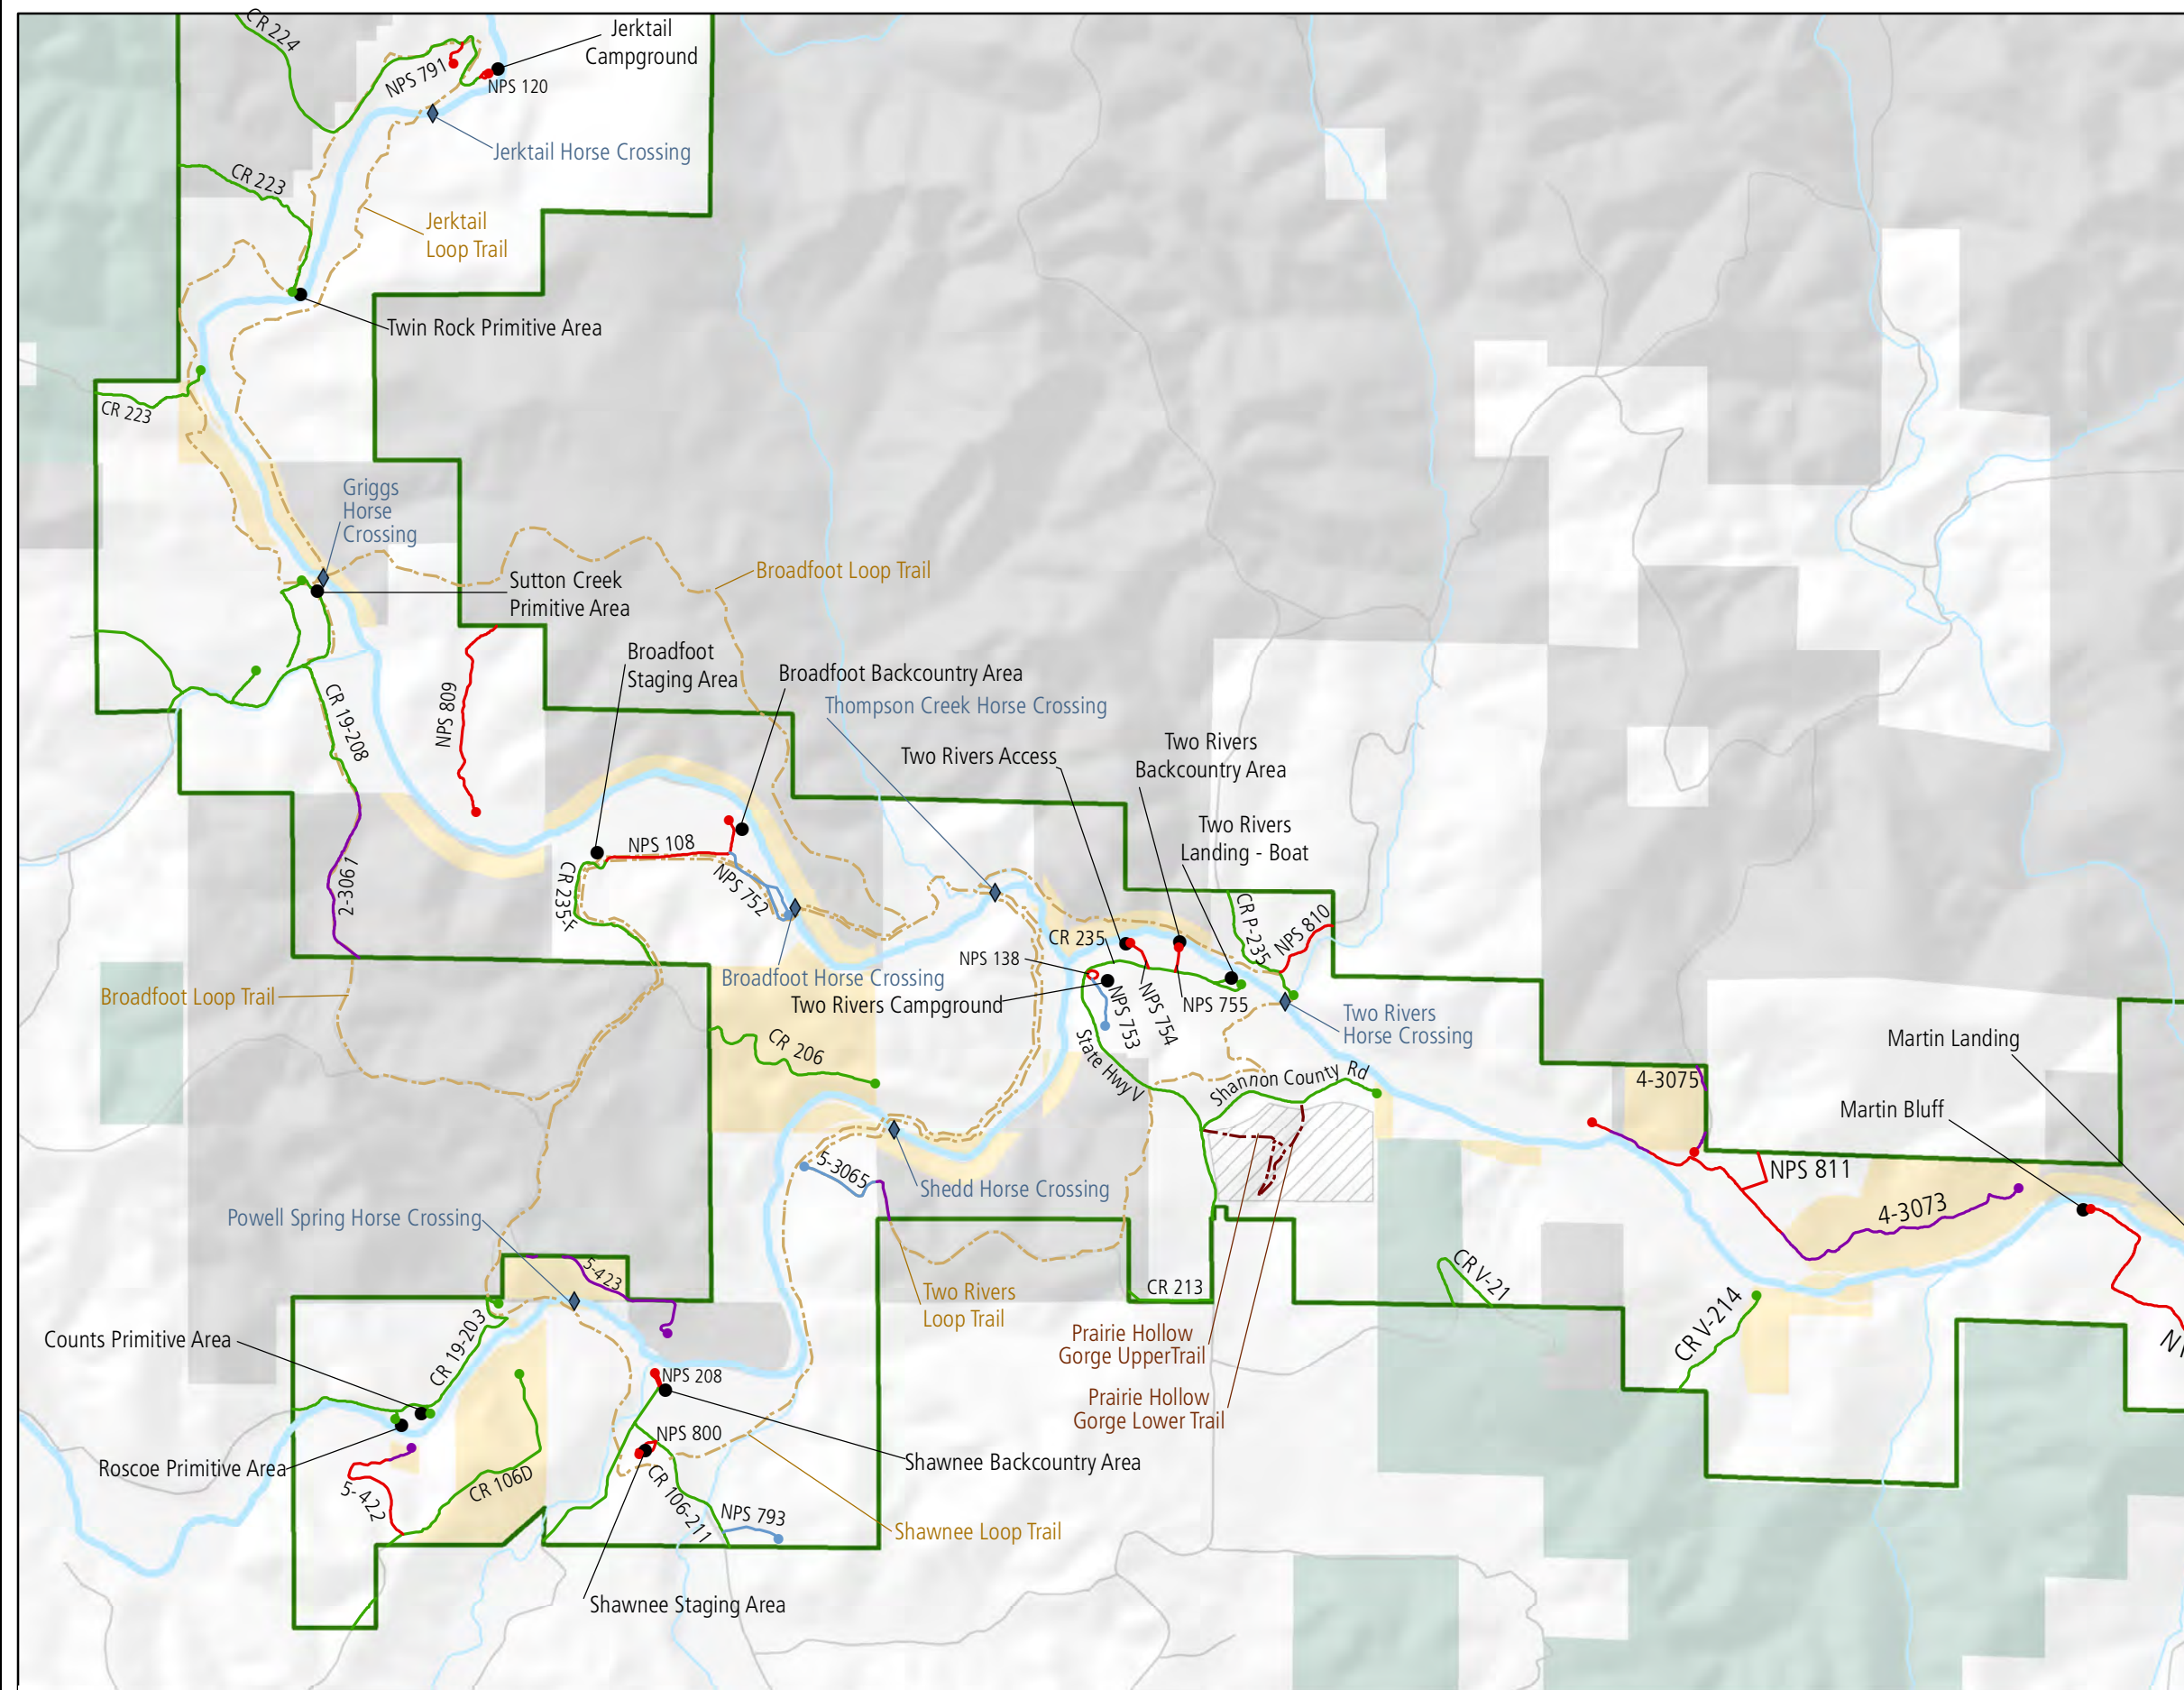 CR 224
Jerktail
Campground
NPS 791
NPS 120
Jerktail Horse Crossing
CR 223
Jerktail
Loop Trail
Twin Rock Primitive Area
CR 223
Griggs
Horse
Crossing
Sutton Creek
Primitive Area
Broadfoot Loop Trail
Broadfoot
Staging Area
Broadfoot Backcountry Area
Thompson Creek Horse Crossing
CR 19-208
NPS 809
Two Rivers Access
Two Rivers
Backcountry Area
Two Rivers
Landing - Boat
NPS 108
NPS 752
2-3061
CR 235-F
CR P-235
NPS 810
CR 235
NPS 138
Broadfoot Horse Crossing
Two Rivers Campground
NPS 753
NPS 754
NPS 755
Broadfoot Loop Trail
Two Rivers
Horse Crossing
CR 206
State Hwy V
Shannon County Rd
4-3075
Martin Landing
Martin Bluff
5-3065
Shedd Horse Crossing
NPS 811
4-3073
Powell Spring Horse Crossing
5-423
CR 213
CR V-21
Two Rivers
Loop Trail
Prairie Hollow
Gorge UpperTrail
CR V-214
Counts Primitive Area
CR 19-203
NPS 208
Prairie Hollow
Gorge Lower Trail
NPS 800
Shawnee Backcountry Area
Roscoe Primitive Area
5-422
CR 106D
CR 106-211
NPS 793
Shawnee Loop Trail
Shawnee Staging Area